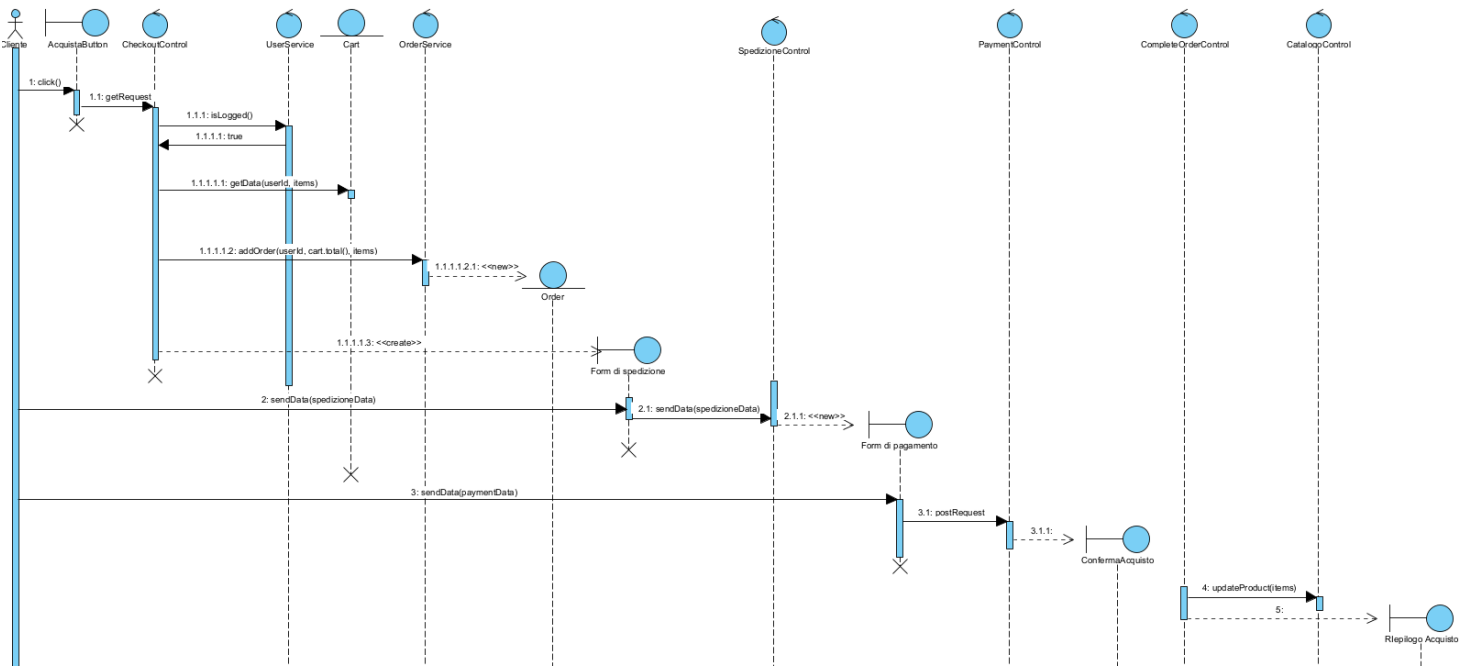 Cliente
AcquistaButton
CheckoutControl
UserService
Cart
OrderService
SpedizioneControl
PaymentControl
CompleteOrderControl
CatalogoControl
1: click()
1.1: getRequest
1.1.1: isLogged()
1.1.1.1: true
1.1.1.1.1: getData(userId, items)
1.1.1.1.2: addOrder(userId, cart.total(), items)
1.1.1.1.2.1: <<new>>
Order
1.1.1.1.3: <<create>>
Form di spedizione
2: sendData(spedizioneData)
2.1: sendData(spedizioneData)
2.1.1: <<new>>
Form di pagamento
3: sendData(paymentData)
3.1: postRequest
3.1.1:
ConfermaAcquisto
4: updateProduct(items)
5:
RIepilogo Acquisto